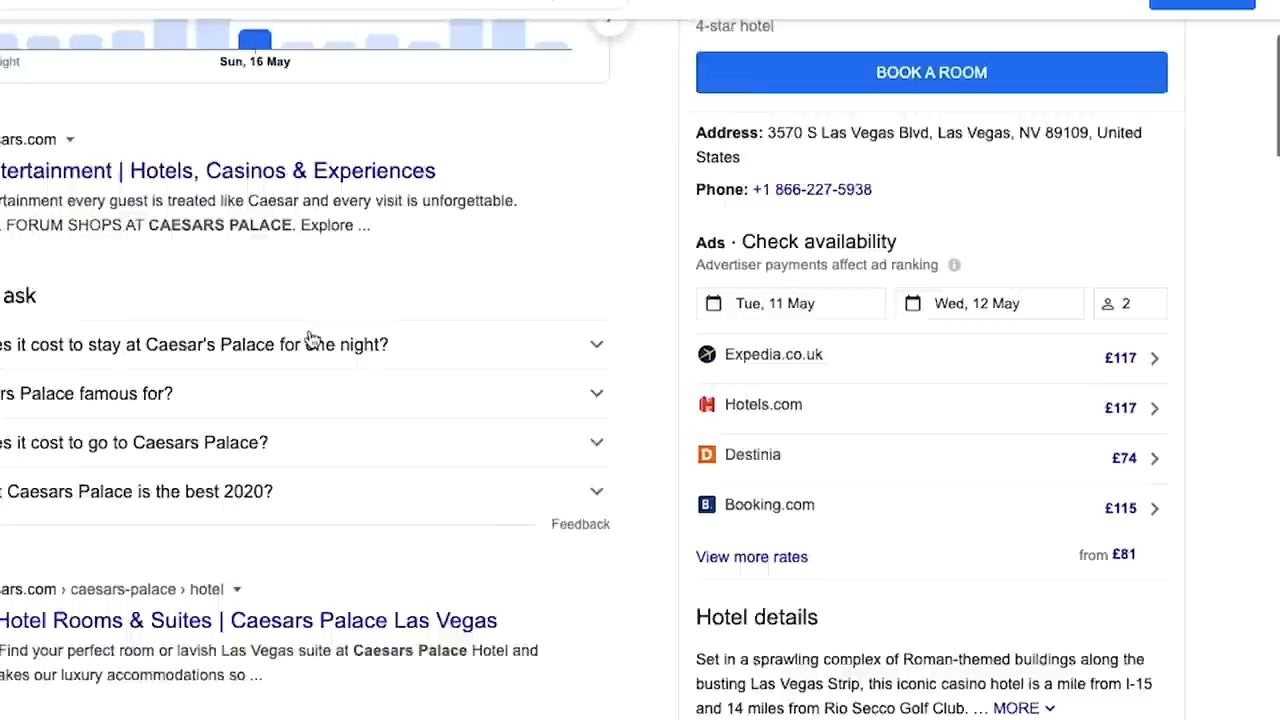 ight
Sun, 16 May
ars.com
tertainment | Hotels, Casinos & Experiences
rtainment every guest is treated like Caesar and every visit is unforgettable.
. FORUM SHOPS AT CAESARS PALACE. Explore ...
ask
es it cost to stay at Caesar's Palace for one night?
rs Palace famous for?
es it cost to go to Caesars Palace?
t Caesars Palace is the best 2020?
Feedback
ars.com › caesars-palace › hotel
Hotel Rooms & Suites | Caesars Palace Las Vegas
Find your perfect room or lavish Las Vegas suite at Caesars Palace Hotel and
akes our luxury accommodations so ...
4-star hotel
BOOK A ROOM
Address: 3570 S Las Vegas Blvd, Las Vegas, NV 89109, United
States
Phone: +1 866-227-5938
Ads · Check availability
Advertiser payments affect ad ranking
Tue, 11 May
Wed, 12 May
2
Expedia.co.uk £117
Hotels.com £117
Destinia £74
Booking.com £115
View more rates from £81
Hotel details
Set in a sprawling complex of Roman-themed buildings along the
busting Las Vegas Strip, this iconic casino hotel is a mile from I-15
and 14 miles from Rio Secco Golf Club. ... MORE